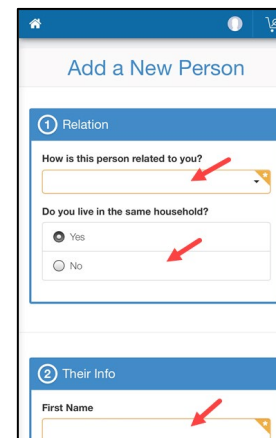 Add a New Person
1 Relation
How is this person related to you?
Do you live in the same household?
Yes
No
2 Their Info
First Name